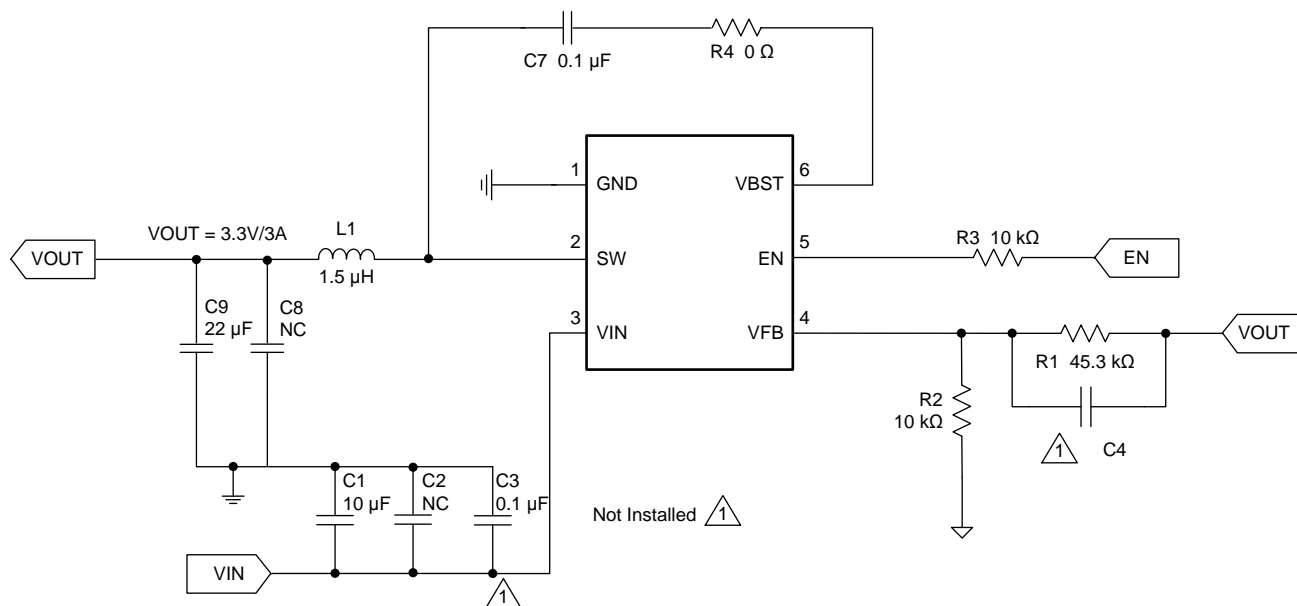 C7 0.1 µF
R4 0 Ω
1
GND
VBST
6
VOUT = 3.3V/3A
L1
VOUT
1.5 µH
2
SW
EN
5
R3 10 kΩ
EN
C9
22 µF
C8
NC
3
VIN
VFB
4
VOUT
R1 45.3 kΩ
R2
10 kΩ
1
C4
C1
10 µF
C2
NC
C3
0.1 µF
Not Installed 1
VIN
1